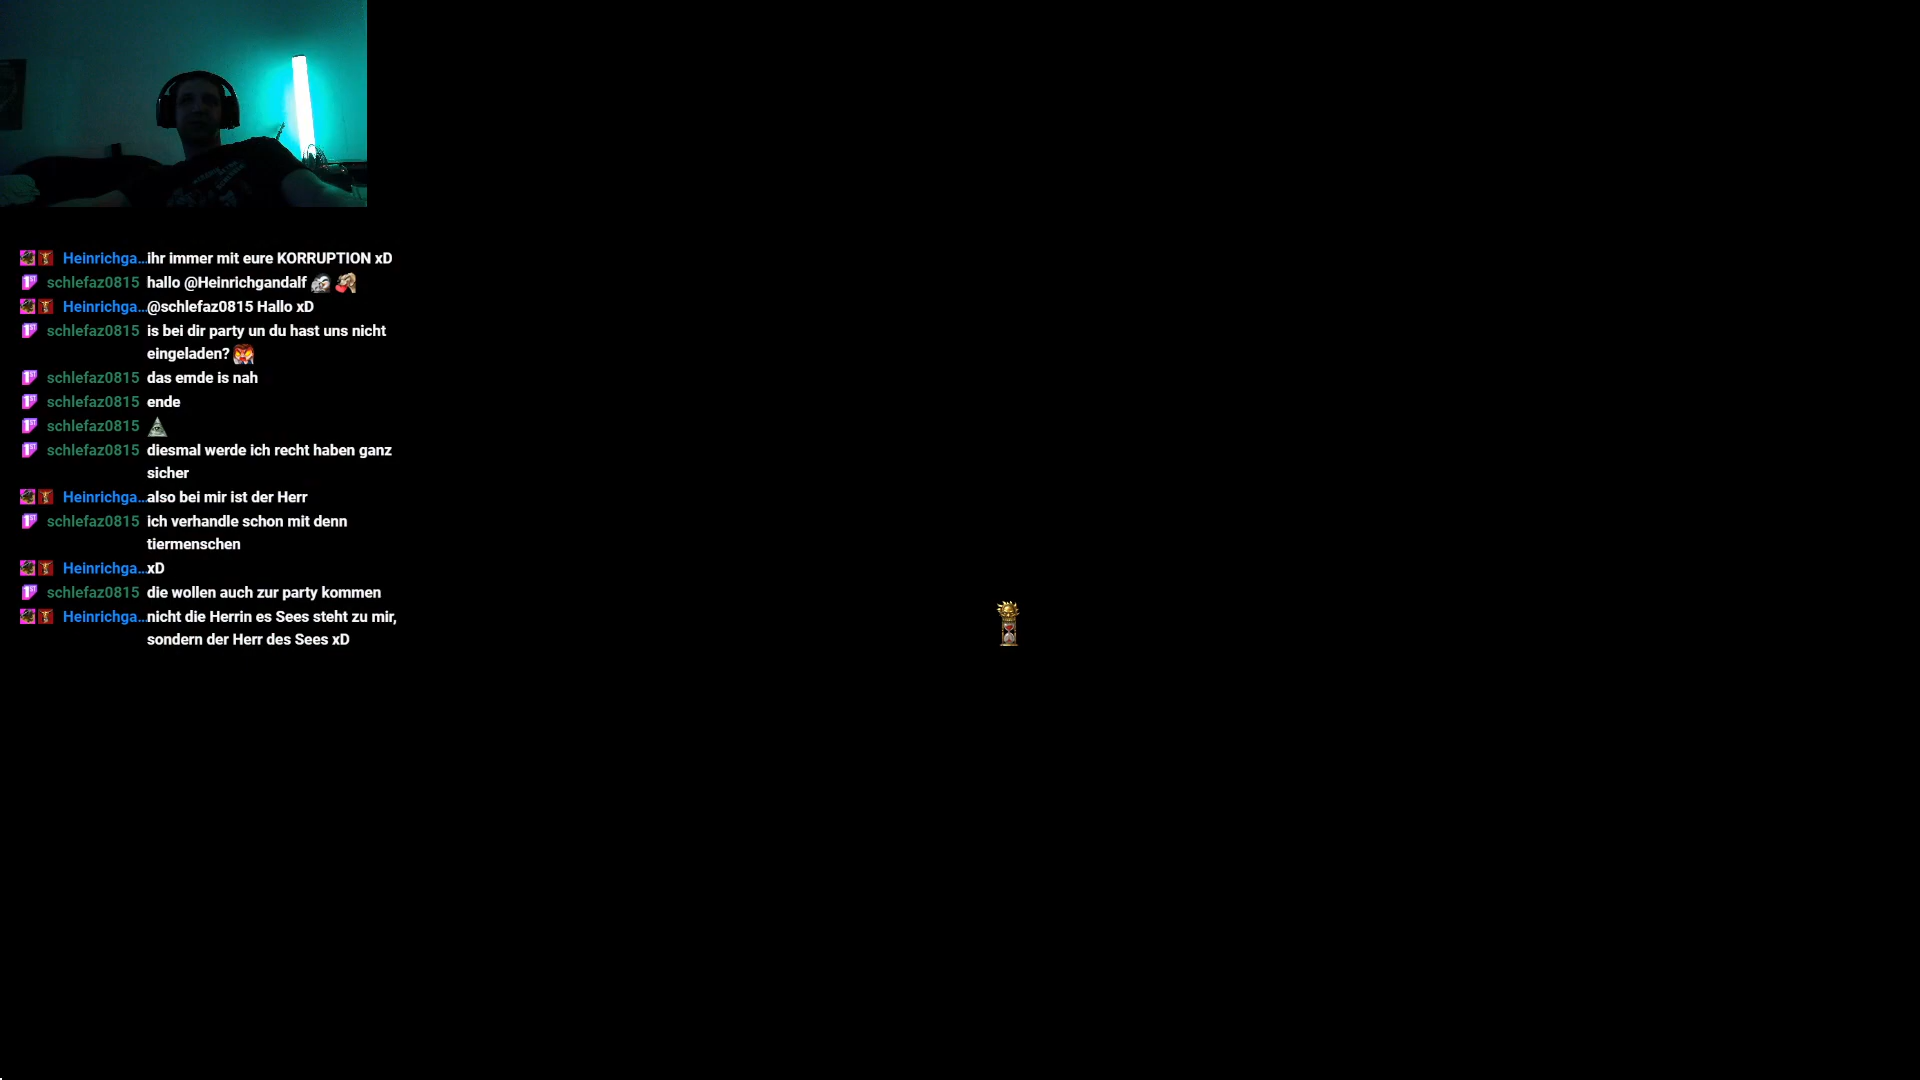 Heinrichga...ihr immer mit eure KORRUPTION xD
schlefaz0815 hallo @Heinrichgandalf
Heinrichga...@schlefaz0815 Hallo xD
schlefaz0815 is bei dir party un du hast uns nicht
eingeladen?
schlefaz0815 das emde is nah
schlefaz0815 ende
schlefaz0815
schlefaz0815 diesmal werde ich recht haben ganz
sicher
Heinrichga...also bei mir ist der Herr
schlefaz0815 ich verhandle schon mit denn
tiermenschen
Heinrichga...xD
schlefaz0815 die wollen auch zur party kommen
Heinrichga...nicht die Herrin es Sees steht zu mir,
sondern der Herr des Sees xD